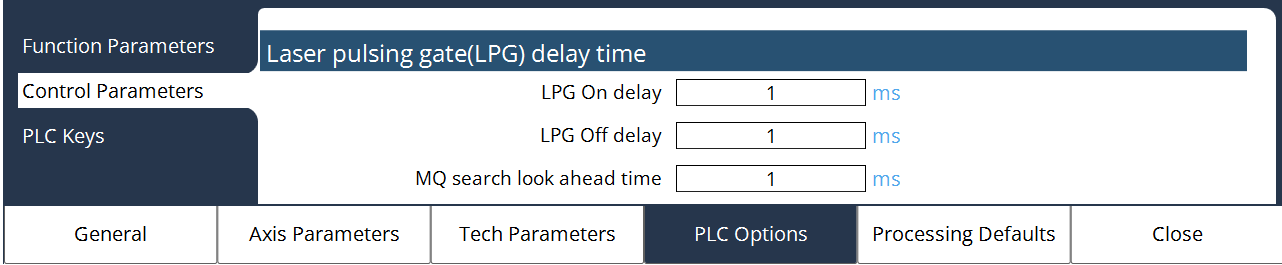 Function Parameters
Control Parameters
PLC Keys
Laser pulsing gate(LPG) delay time
LPG On delay 1 ms
LPG Off delay 1 ms
MQ search look ahead time 1 ms
General Axis Parameters Tech Parameters PLC Options Processing Defaults Close